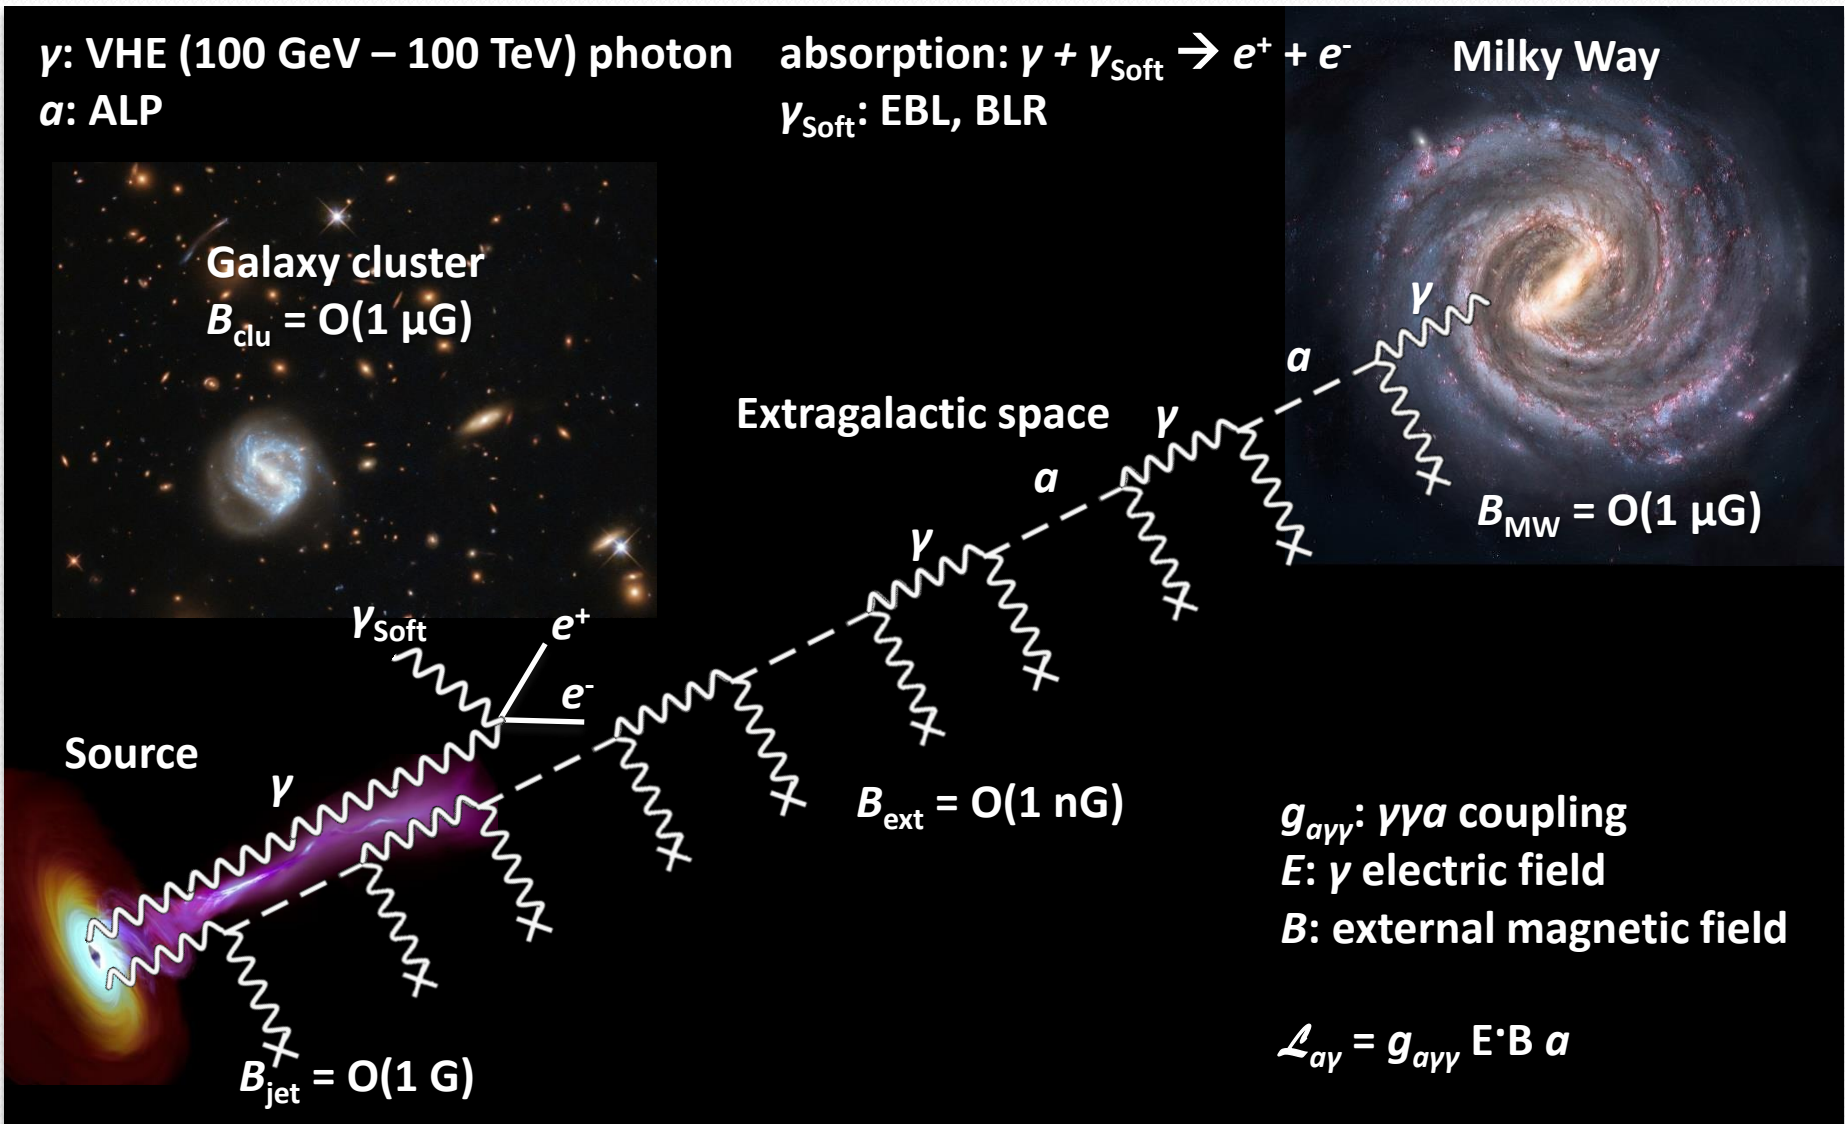 γ: VHE (100 GeV – 100 TeV) photon
a: ALP
absorption: γ + γSoft → e+ + e-
γSoft: EBL, BLR
Milky Way
Galaxy cluster
Bclu = O(1 μG)
γ
a
Extragalactic space
γ
a
BMW = O(1 μG)
γ
γSoft
e+
e-
Source
γ
Bext = O(1 nG)
gaγγ: γγa coupling
E: γ electric field
B: external magnetic field
ℒaγ = gaγγ E·B a
Bjet = O(1 G)